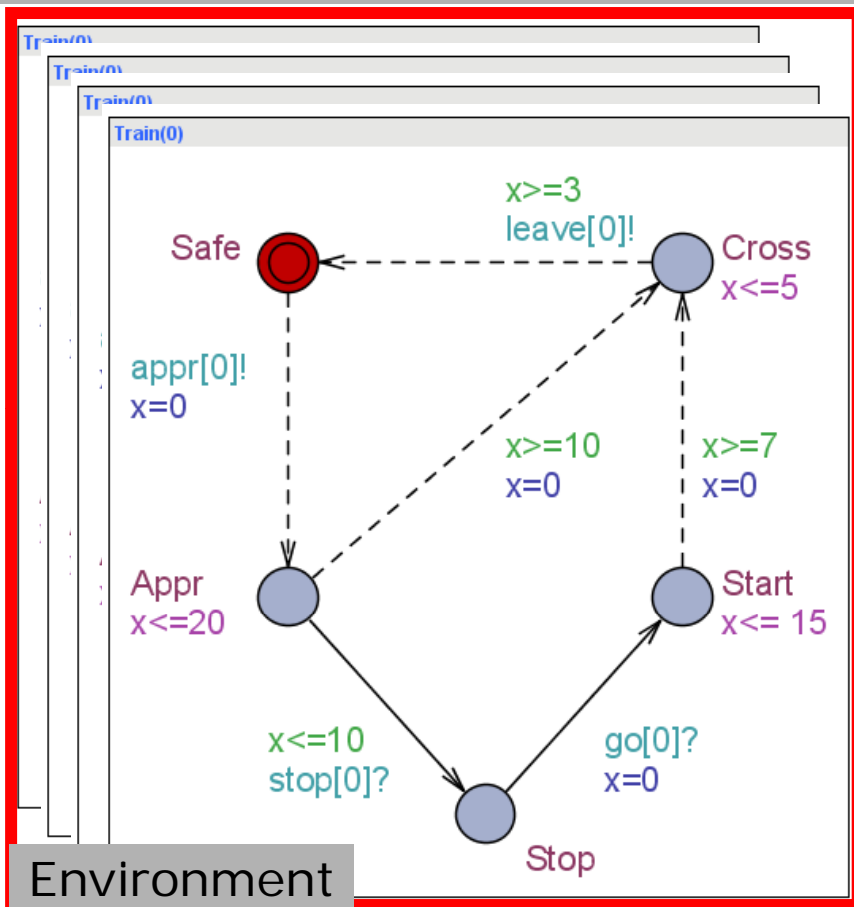 Train(0)
Train(0)
Train(0)
Train(0)
x>=3
leave[0]!
Safe
Cross
x<=5
appr[0]!
x=0
x>=10
x=0
x>=7
x=0
Appr
x<=20
Start
x<= 15
x<=10
stop[0]?
go[0]?
x=0
Stop
Environment